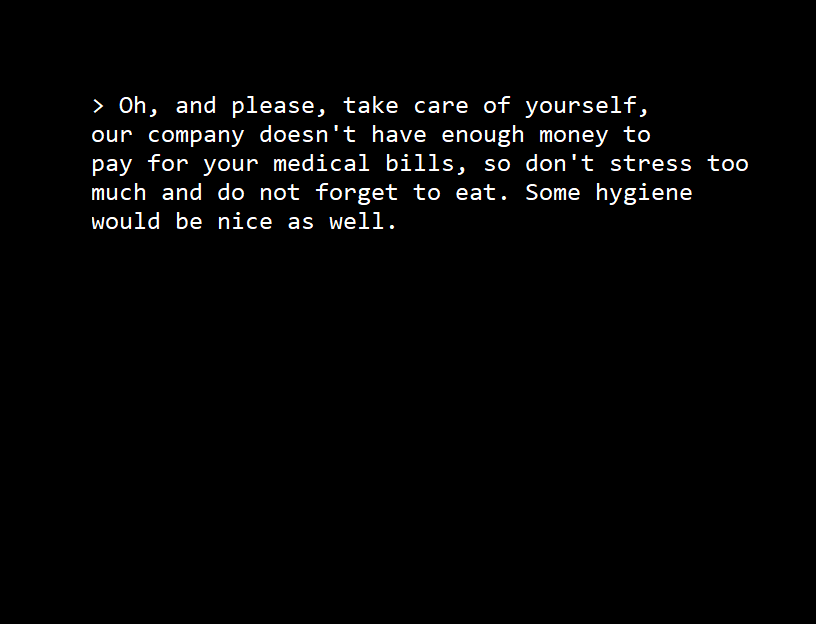 > Oh, and please, take care of yourself,
our company doesn't have enough money to
pay for your medical bills, so don't stress too
much and do not forget to eat. Some hygiene
would be nice as well.